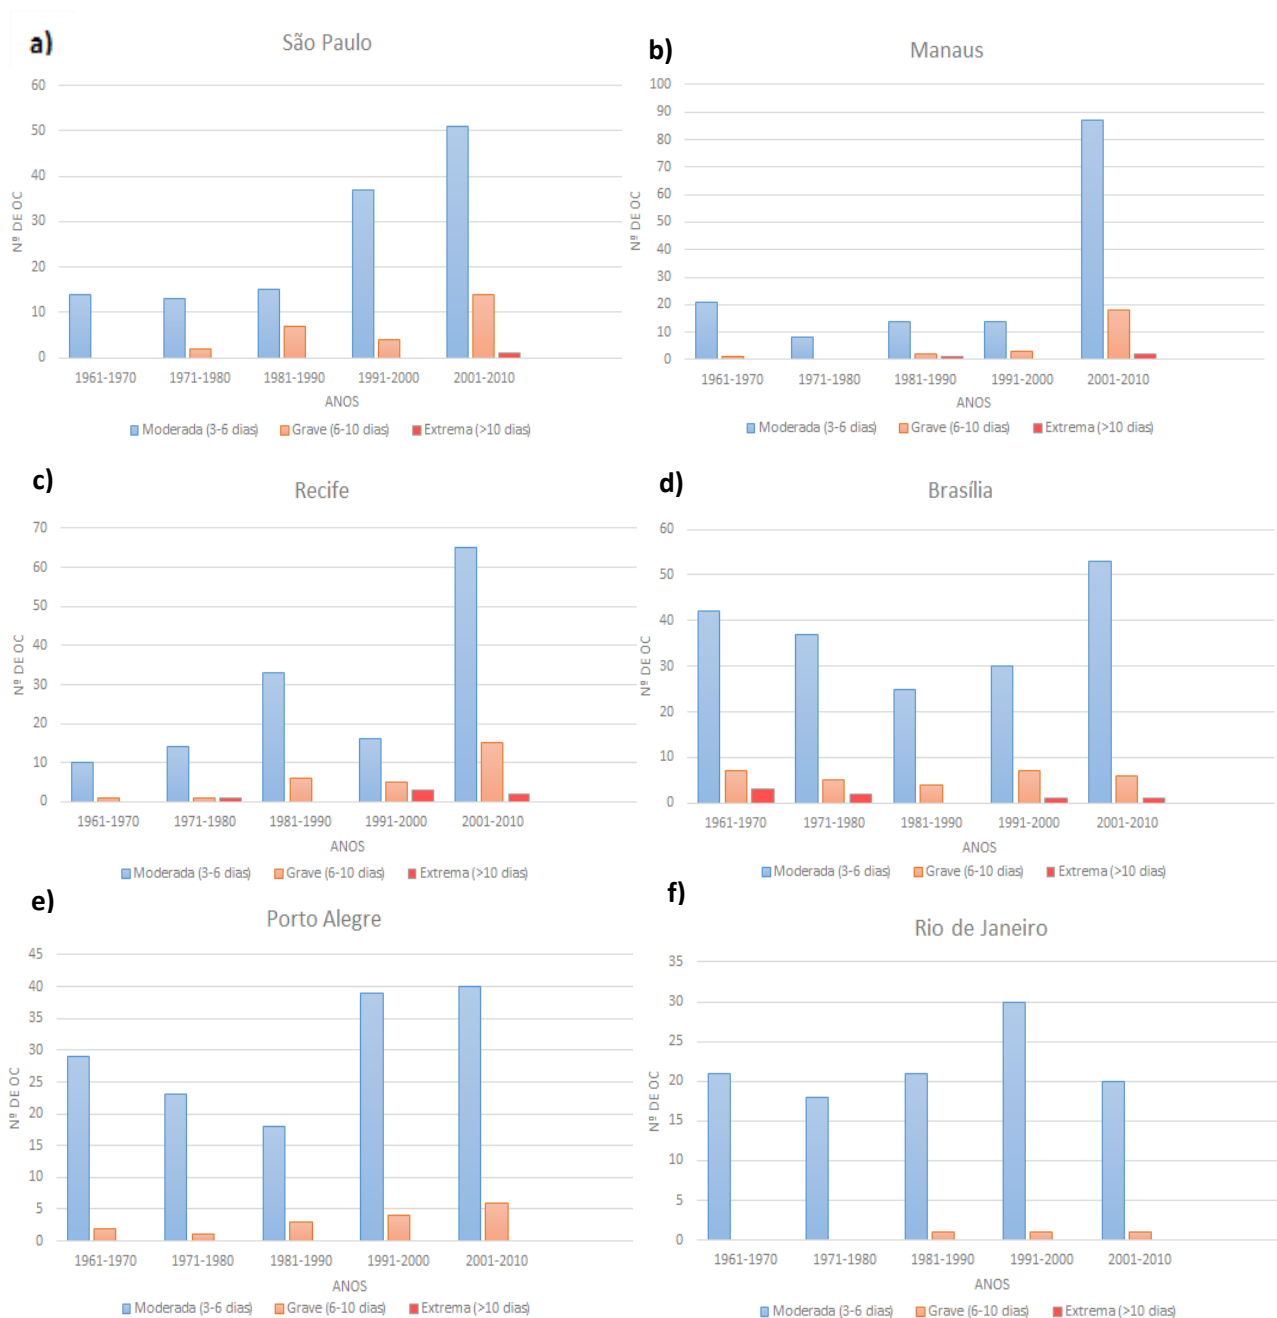 a)
São Paulo
60
50
40
30
20
10
0
Nº DE OC
1961-1970 1971-1980 1981-1990 1991-2000 2001-2010
ANOS
Moderada (3-6 dias) Grave (6-10 dias) Extrema (>10 dias)
b)
Manaus
100
90
80
70
60
50
40
30
20
10
0
Nº DE OC
1961-1970 1971-1980 1981-1990 1991-2000 2001-2010
ANOS
Moderada (3-6 dias) Grave (6-10 dias) Extrema (>10 dias)
c)
Recife
70
60
50
40
30
20
10
0
Nº DE OC
1961-1970 1971-1980 1981-1990 1991-2000 2001-2010
ANOS
Moderada (3-6 dias) Grave (6-10 dias) Extrema (>10 dias)
d)
Brasília
60
50
40
30
20
10
0
Nº DE OC
1961-1970 1971-1980 1981-1990 1991-2000 2001-2010
ANOS
Moderada (3-6 dias) Grave (6-10 dias) Extrema (>10 dias)
e)
Porto Alegre
45
40
35
30
25
20
15
10
5
0
Nº DE OC
1961-1970 1971-1980 1981-1990 1991-2000 2001-2010
ANOS
Moderada (3-6 dias) Grave (6-10 dias) Extrema (>10 dias)
f)
Rio de Janeiro
35
30
25
20
15
10
5
0
Nº DE OC
1961-1970 1971-1980 1981-1990 1991-2000 2001-2010
ANOS
Moderada (3-6 dias) Grave (6-10 dias) Extrema (>10 dias)